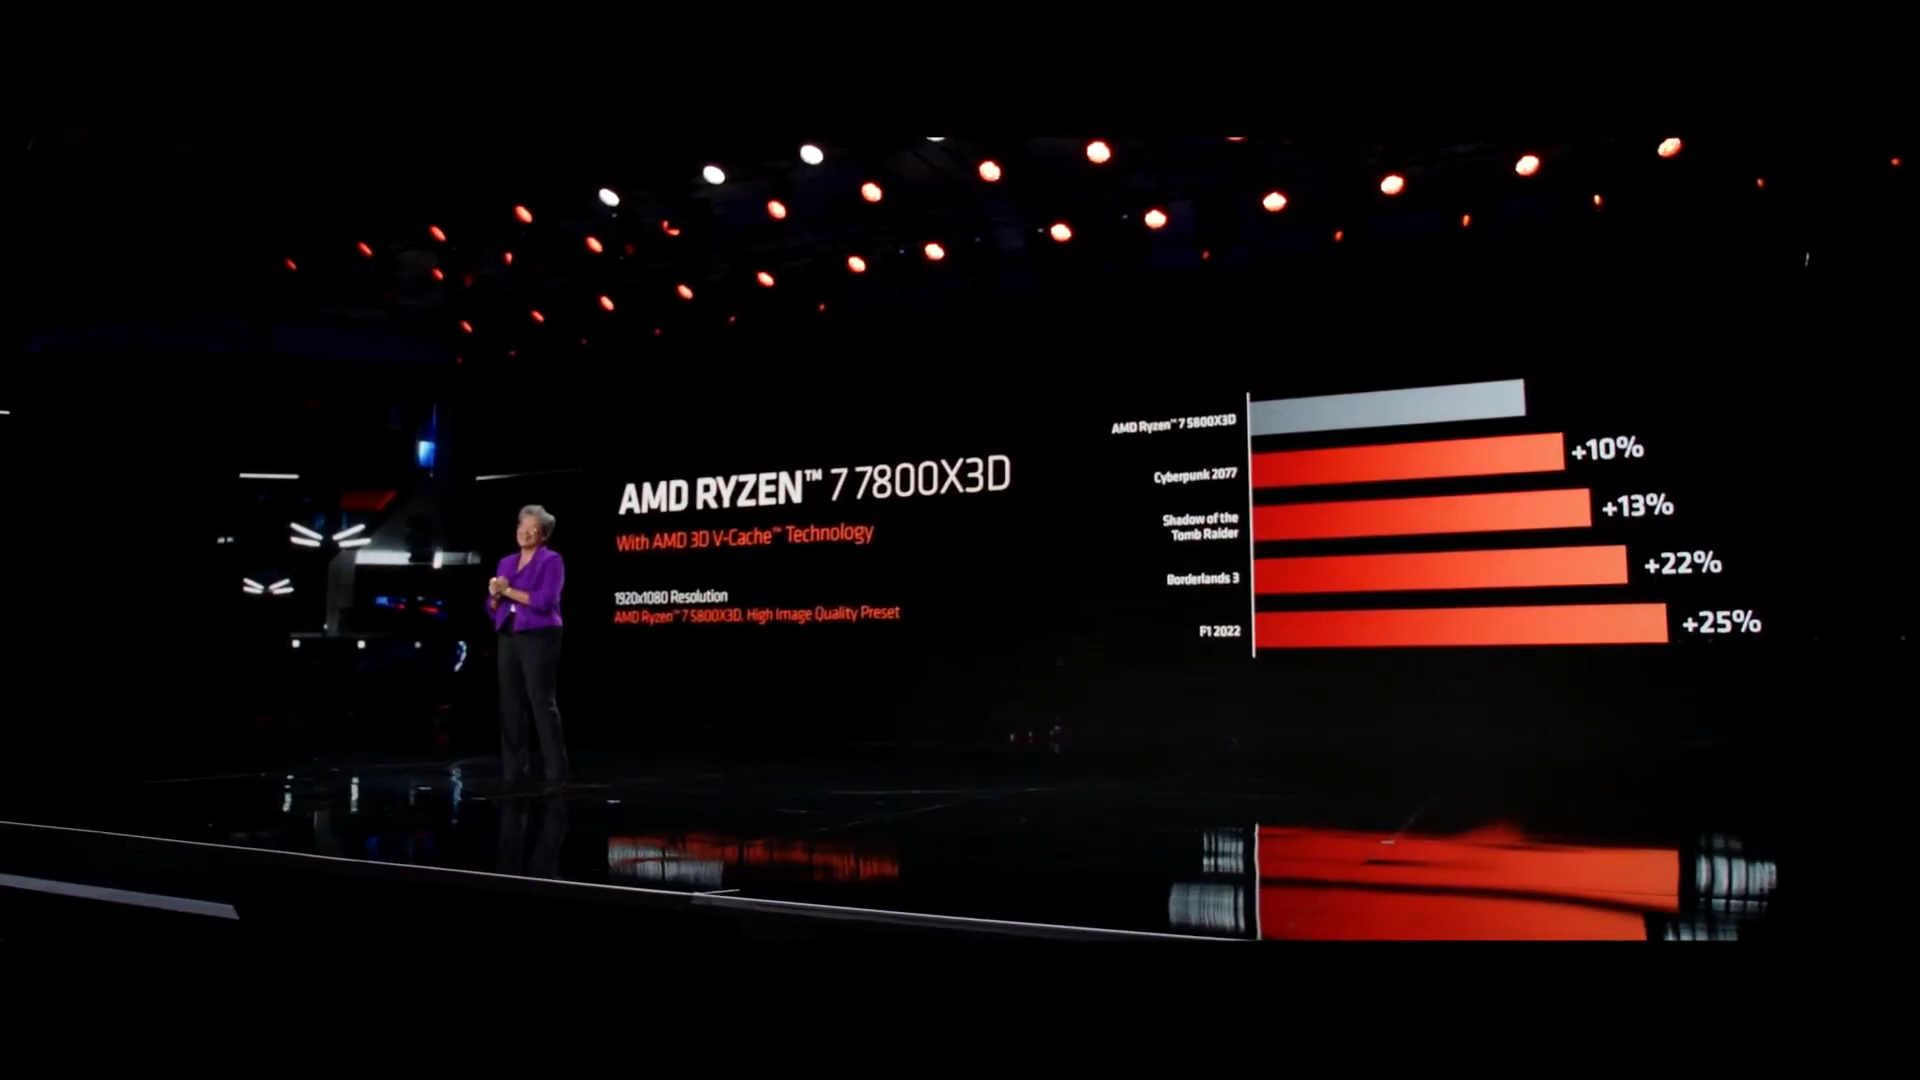 AMD RYZEN™ 7 7800X3D
With AMD 3D V-Cache™ Technology
1920x1080 Resolution
AMD Ryzen™ 7 5800X3D, High Image Quality Preset
AMD Ryzen™ 7 5800X3D
Cyberpunk 2077
+10%
Shadow of the
Tomb Raider
+13%
Borderlands 3
+22%
F1 2022
+25%